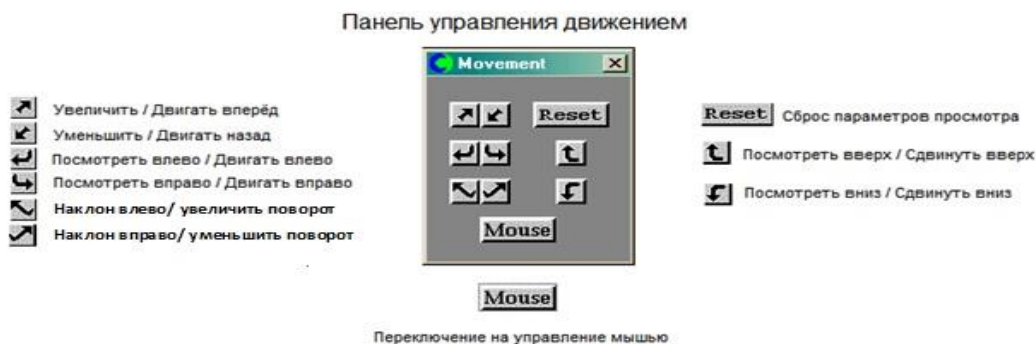 Панель управления движением
Movement
Reset
Mouse
Увеличить / Двигать вперёд
Уменьшить / Двигать назад
Посмотреть влево / Двигать влево
Посмотреть вправо / Двигать вправо
Наклон влево/ увеличить поворот
Наклон вправо/ уменьшить поворот
Reset Сброс параметров просмотра
Посмотреть вверх / Сдвинуть вверх
Посмотреть вниз / Сдвинуть вниз
Mouse
Переключение на управление мышью